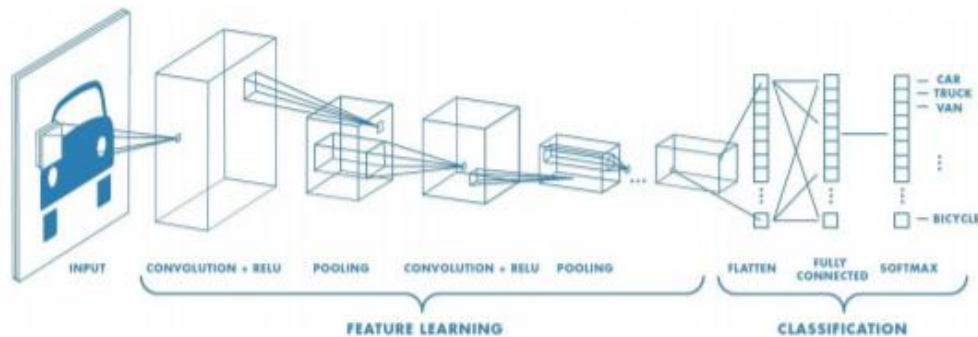 CAR
TRUCK
VAN
BICYCLE
INPUT
CONVOLUTION + RELU
POOLING
CONVOLUTION + RELU
POOLING
FLATTEN
FULLY
CONNECTED
SOFTMAX
FEATURE LEARNING
CLASSIFICATION